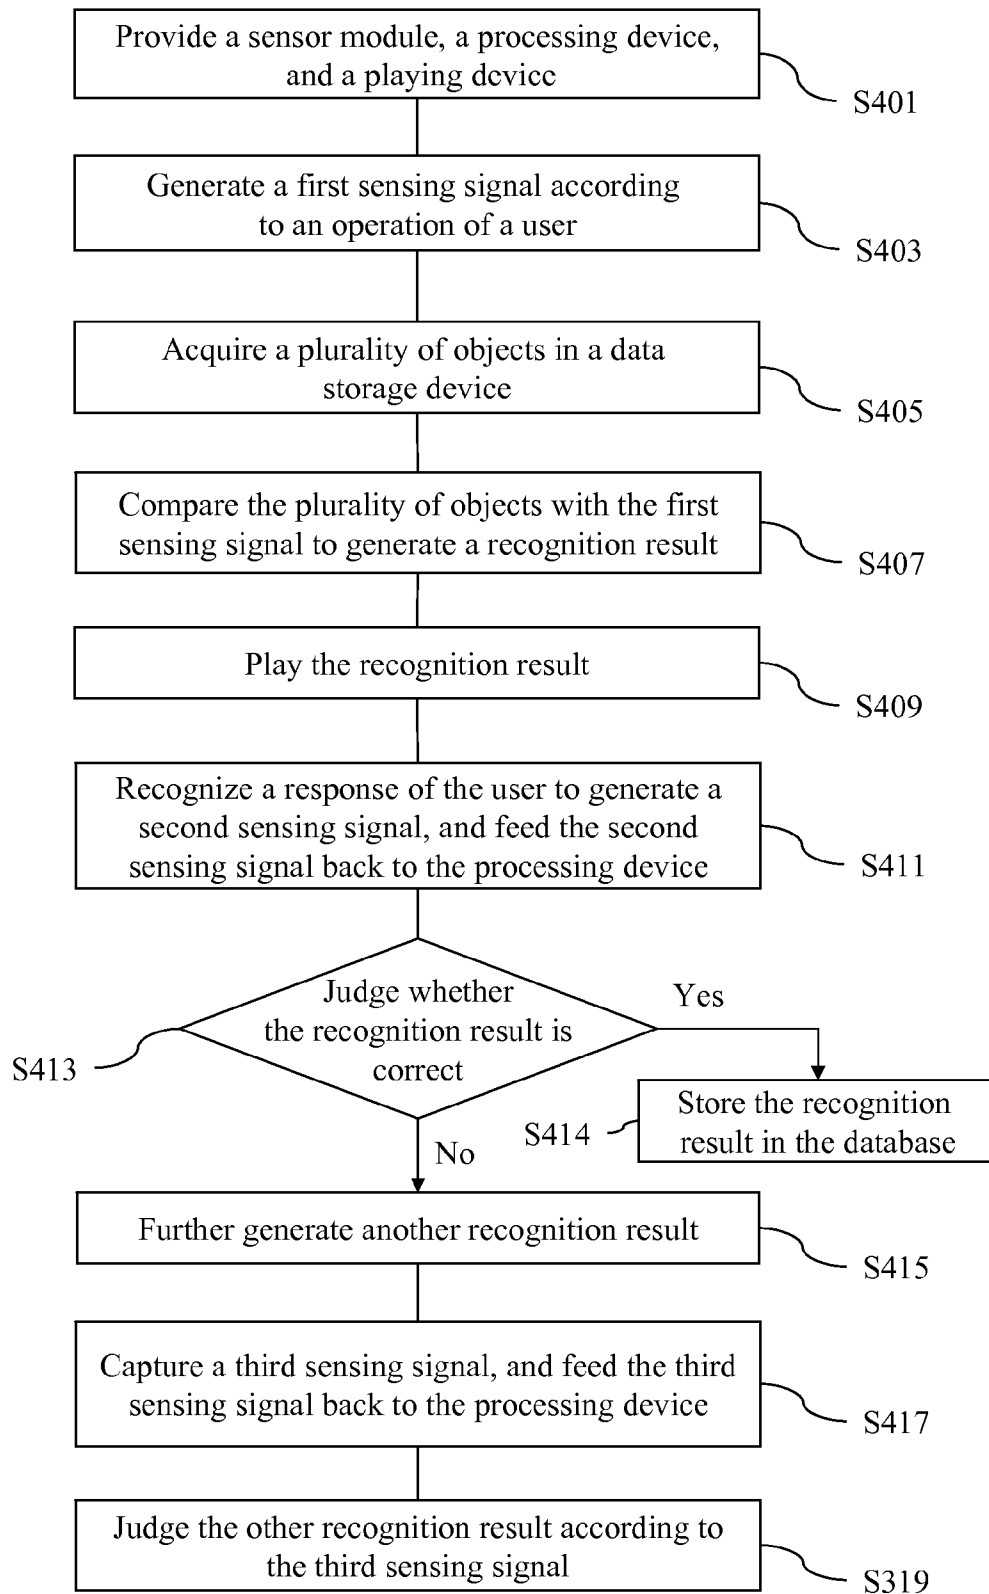 Provide a sensor module, a processing device,
and a playing device
S401
Generate a first sensing signal according
to an operation of a user
S403
Acquire a plurality of objects in a data
storage device
S405
Compare the plurality of objects with the first
sensing signal to generate a recognition result
S407
Play the recognition result
S409
Recognize a response of the user to generate a
second sensing signal, and feed the second
sensing signal back to the processing device
S411
Judge whether
the recognition result is
correct
S413
Yes
Store the recognition
result in the database
S414
No
Further generate another recognition result
S415
Capture a third sensing signal, and feed the third
sensing signal back to the processing device
S417
Judge the other recognition result according to
the third sensing signal
S319